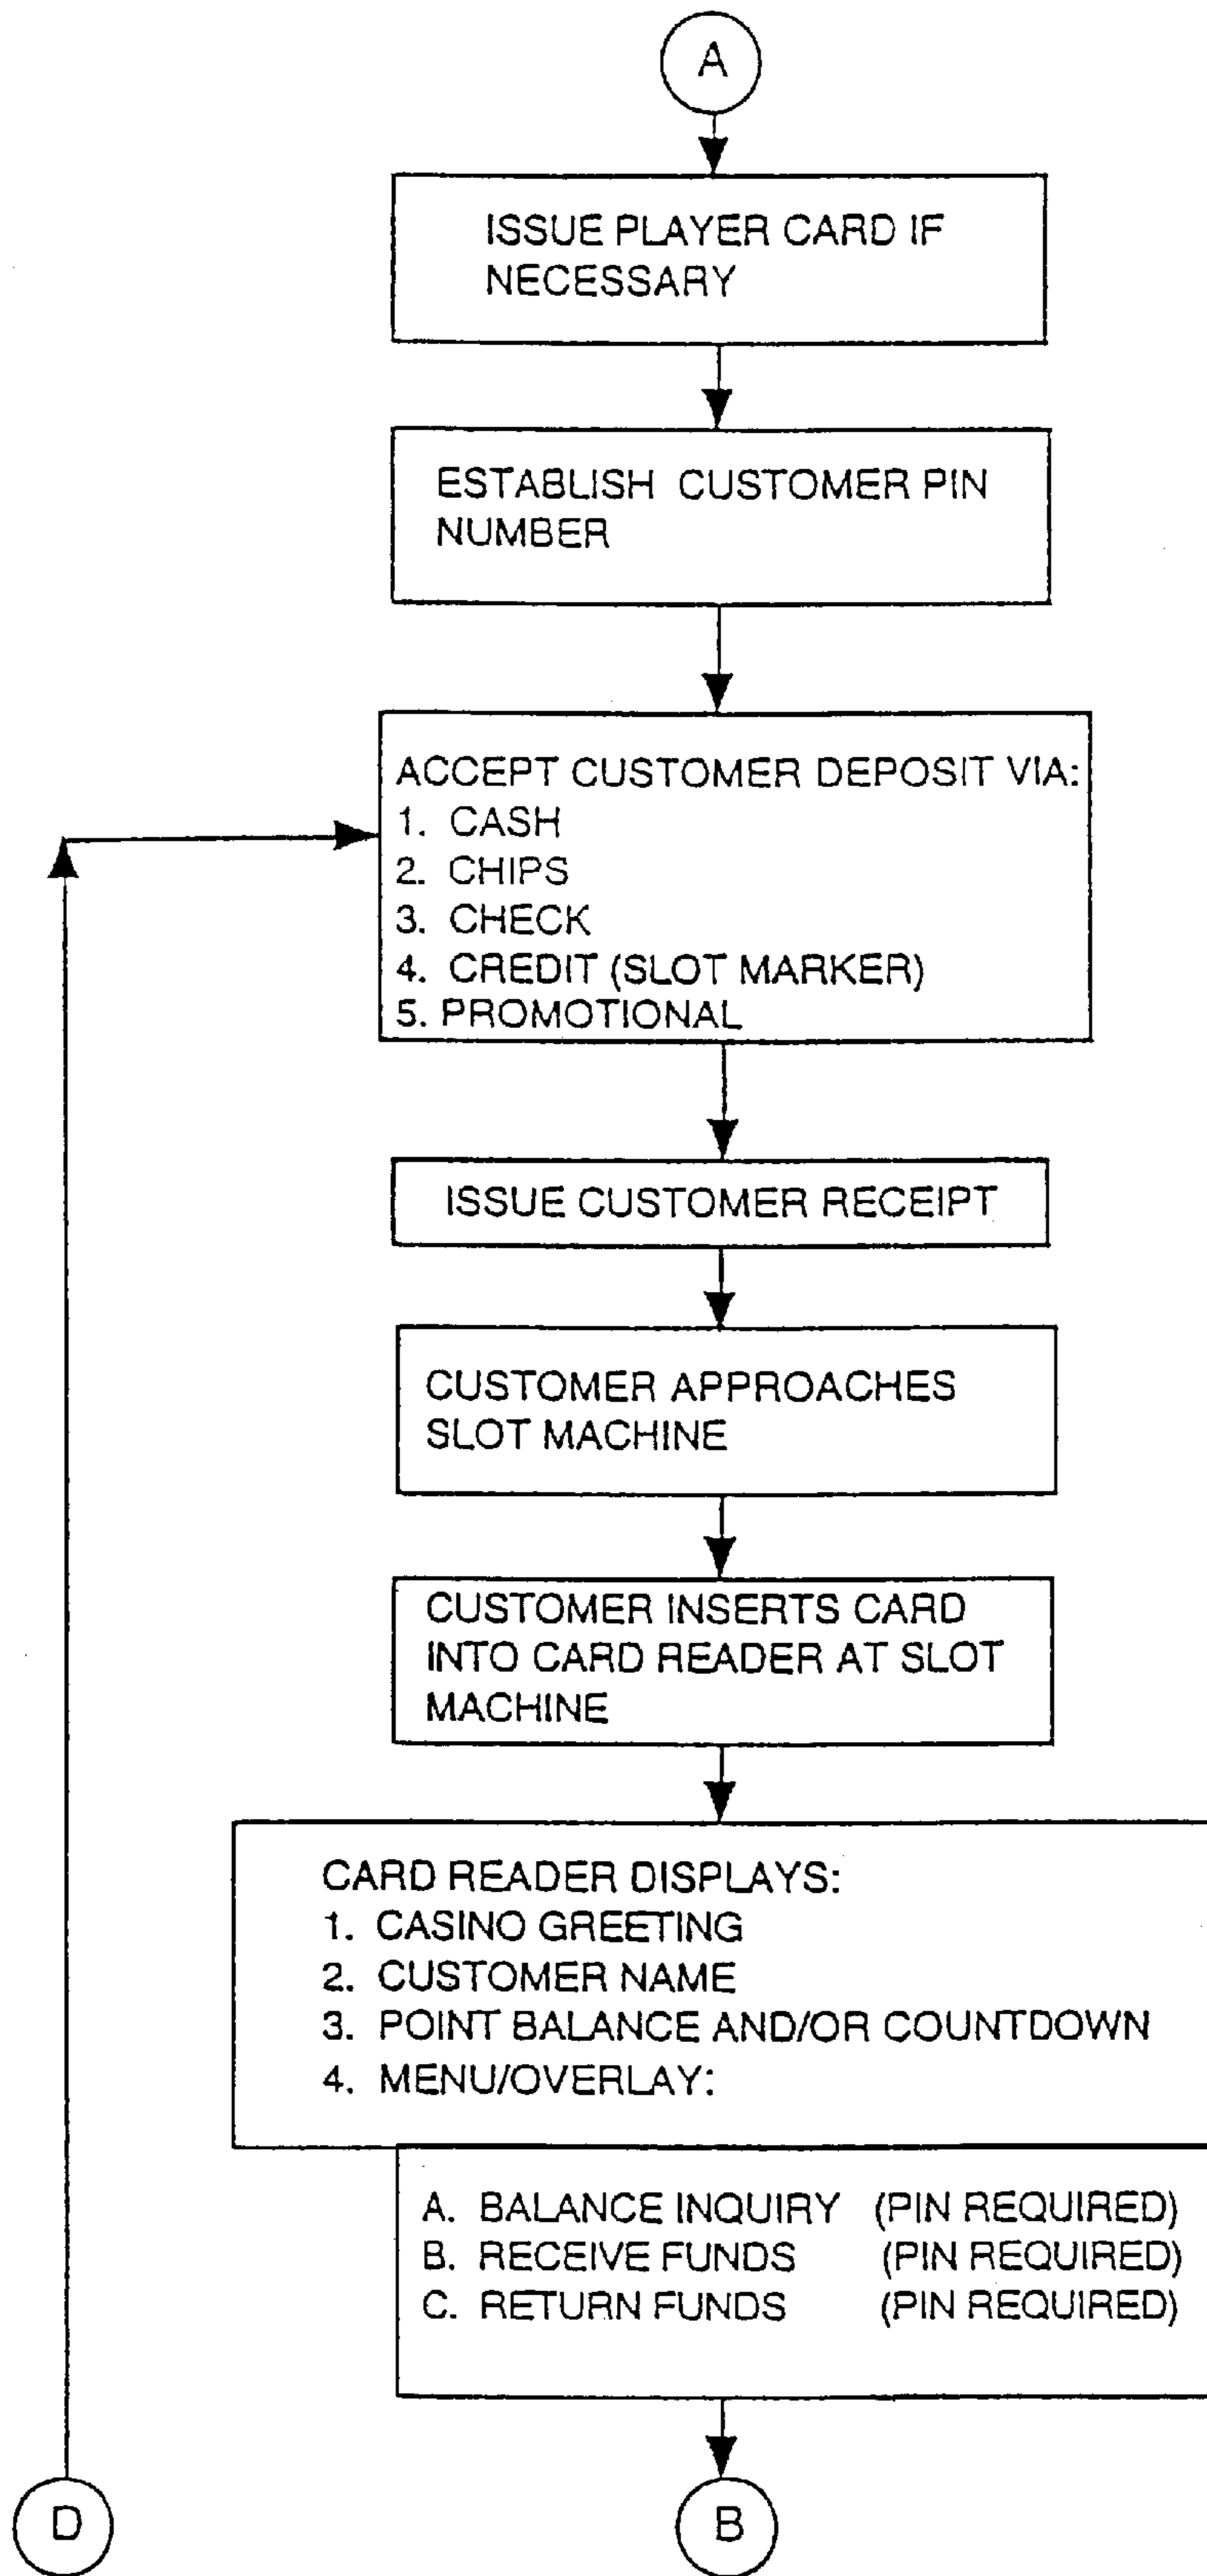 A
ISSUE PLAYER CARD IF
NECESSARY
ESTABLISH CUSTOMER PIN
NUMBER
ACCEPT CUSTOMER DEPOSIT VIA:
1. CASH
2. CHIPS
3. CHECK
4. CREDIT (SLOT MARKER)
5. PROMOTIONAL
ISSUE CUSTOMER RECEIPT
CUSTOMER APPROACHES
SLOT MACHINE
CUSTOMER INSERTS CARD
INTO CARD READER AT SLOT
MACHINE
CARD READER DISPLAYS:
1. CASINO GREETING
2. CUSTOMER NAME
3. POINT BALANCE AND/OR COUNTDOWN
4. MENU/OVERLAY:
A. BALANCE INQUIRY (PIN REQUIRED)
B. RECEIVE FUNDS (PIN REQUIRED)
C. RETURN FUNDS (PIN REQUIRED)
D
B